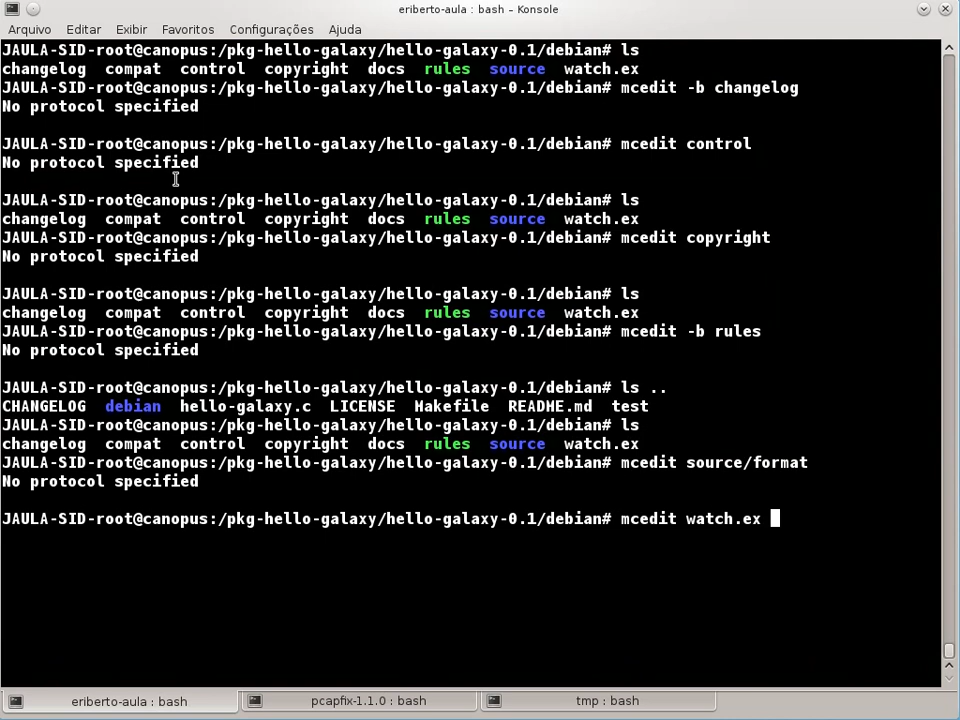 eriberto-aula : bash – Konsole
Arquivo Editar Exibir Favoritos Configurações Ajuda
JAULA-SID-root@canopus:/pkg-hello-galaxy/hello-galaxy-0.1/debian# ls
changelog compat control copyright docs rules source watch.ex
JAULA-SID-root@canopus:/pkg-hello-galaxy/hello-galaxy-0.1/debian# mcedit -b changelog
No protocol specified
JAULA-SID-root@canopus:/pkg-hello-galaxy/hello-galaxy-0.1/debian# mcedit control
No protocol specified
JAULA-SID-root@canopus:/pkg-hello-galaxy/hello-galaxy-0.1/debian# ls
changelog compat control copyright docs rules source watch.ex
JAULA-SID-root@canopus:/pkg-hello-galaxy/hello-galaxy-0.1/debian# mcedit copyright
No protocol specified
JAULA-SID-root@canopus:/pkg-hello-galaxy/hello-galaxy-0.1/debian# ls
changelog compat control copyright docs rules source watch.ex
JAULA-SID-root@canopus:/pkg-hello-galaxy/hello-galaxy-0.1/debian# mcedit -b rules
No protocol specified
JAULA-SID-root@canopus:/pkg-hello-galaxy/hello-galaxy-0.1/debian# ls ..
CHANGELOG debian hello-galaxy.c LICENSE Makefile README.md test
JAULA-SID-root@canopus:/pkg-hello-galaxy/hello-galaxy-0.1/debian# ls
changelog compat control copyright docs rules source watch.ex
JAULA-SID-root@canopus:/pkg-hello-galaxy/hello-galaxy-0.1/debian# mcedit source/format
No protocol specified
JAULA-SID-root@canopus:/pkg-hello-galaxy/hello-galaxy-0.1/debian# mcedit watch.ex
eriberto-aula : bash pcapfix-1.1.0 : bash tmp : bash